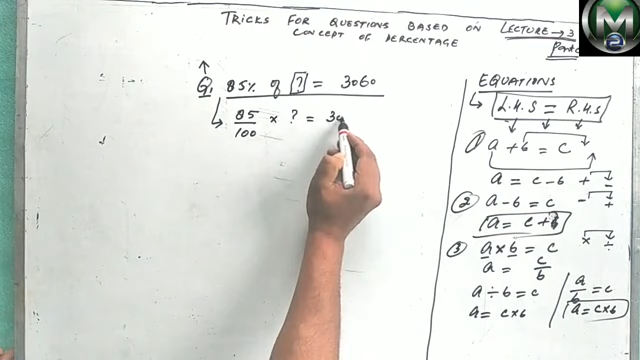 TRICKS FOR QUESTIONS BASED ON
CONCEPT OF PERCENTAGE
LECTURE → 3
Q. 85% of ? = 3060
85/100 × ? = 30
EQUATIONS
L.H.S = R.H.S
1) a + b = c
a = c - b + -
2) a - b = c - +
a = c + b
3) a × b = c × ÷
a = c/b
a ÷ b = c
a = c×b
a/b = c
a = c×b
M
2